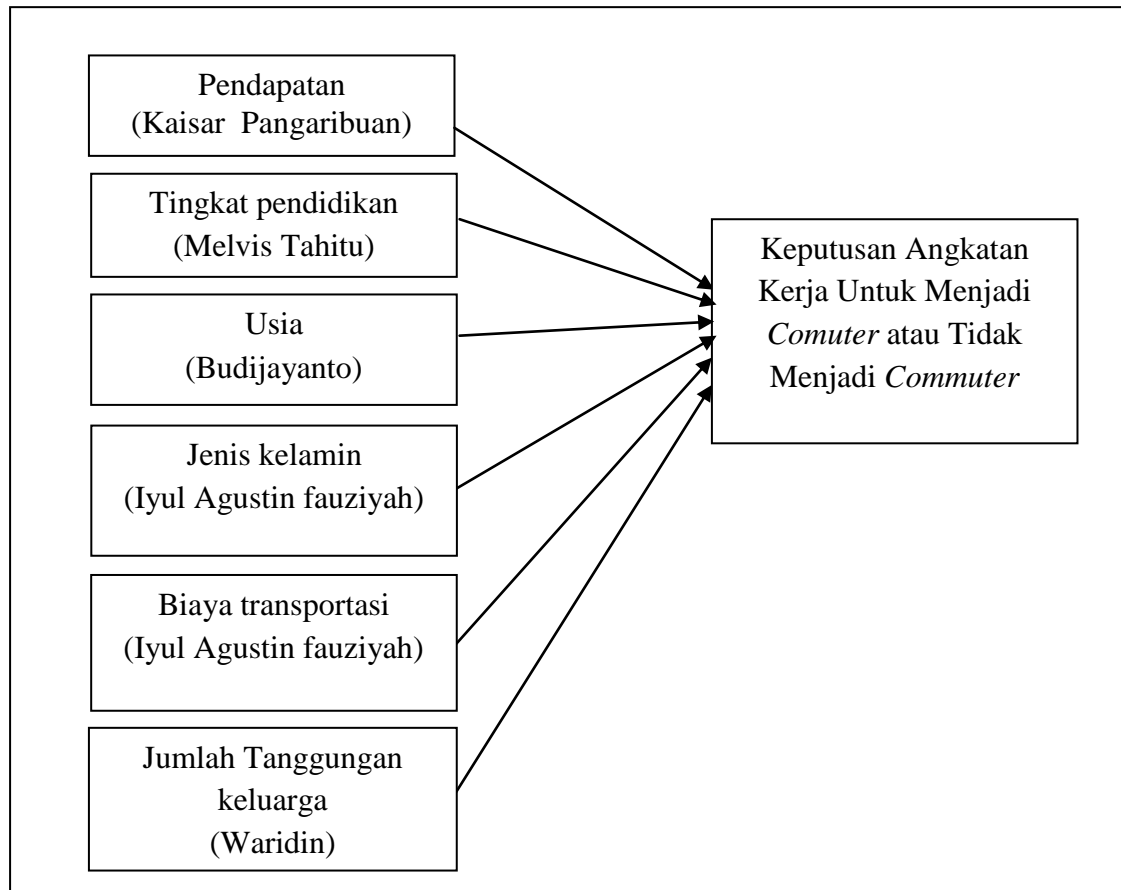 Pendapatan
(Kaisar Pangaribuan)
Tingkat pendidikan
(Melvis Tahitu)
Usia
(Budijayanto)
Jenis kelamin
(Iyul Agustin fauziyah)
Biaya transportasi
(Iyul Agustin fauziyah)
Jumlah Tanggungan
keluarga
(Waridin)
Keputusan Angkatan
Kerja Untuk Menjadi
Comuter atau Tidak
Menjadi Commuter